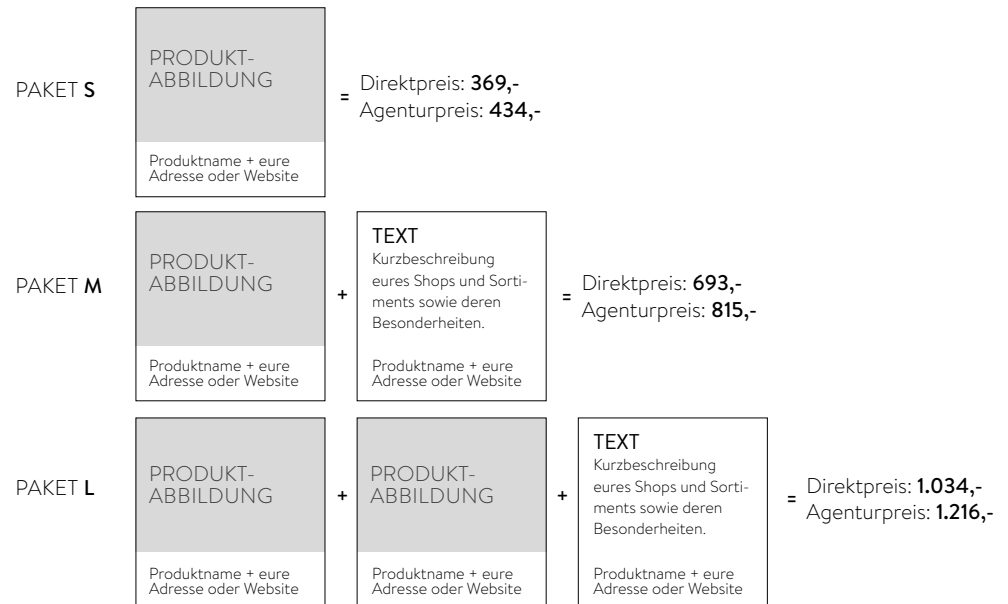 PAKET S
PRODUKT-
ABBILDUNG
Produktname + eure
Adresse oder Website
= Direktpreis: 369,-
Agenturpreis: 434,-
PAKET M
PRODUKT-
ABBILDUNG
Produktname + eure
Adresse oder Website
+
TEXT
Kurzbeschreibung
eures Shops und Sorti-
ments sowie deren
Besonderheiten.
Produktname + eure
Adresse oder Website
= Direktpreis: 693,-
Agenturpreis: 815,-
PAKET L
PRODUKT-
ABBILDUNG
Produktname + eure
Adresse oder Website
+
PRODUKT-
ABBILDUNG
Produktname + eure
Adresse oder Website
+
TEXT
Kurzbeschreibung
eures Shops und Sorti-
ments sowie deren
Besonderheiten.
Produktname + eure
Adresse oder Website
= Direktpreis: 1.034,-
Agenturpreis: 1.216,-